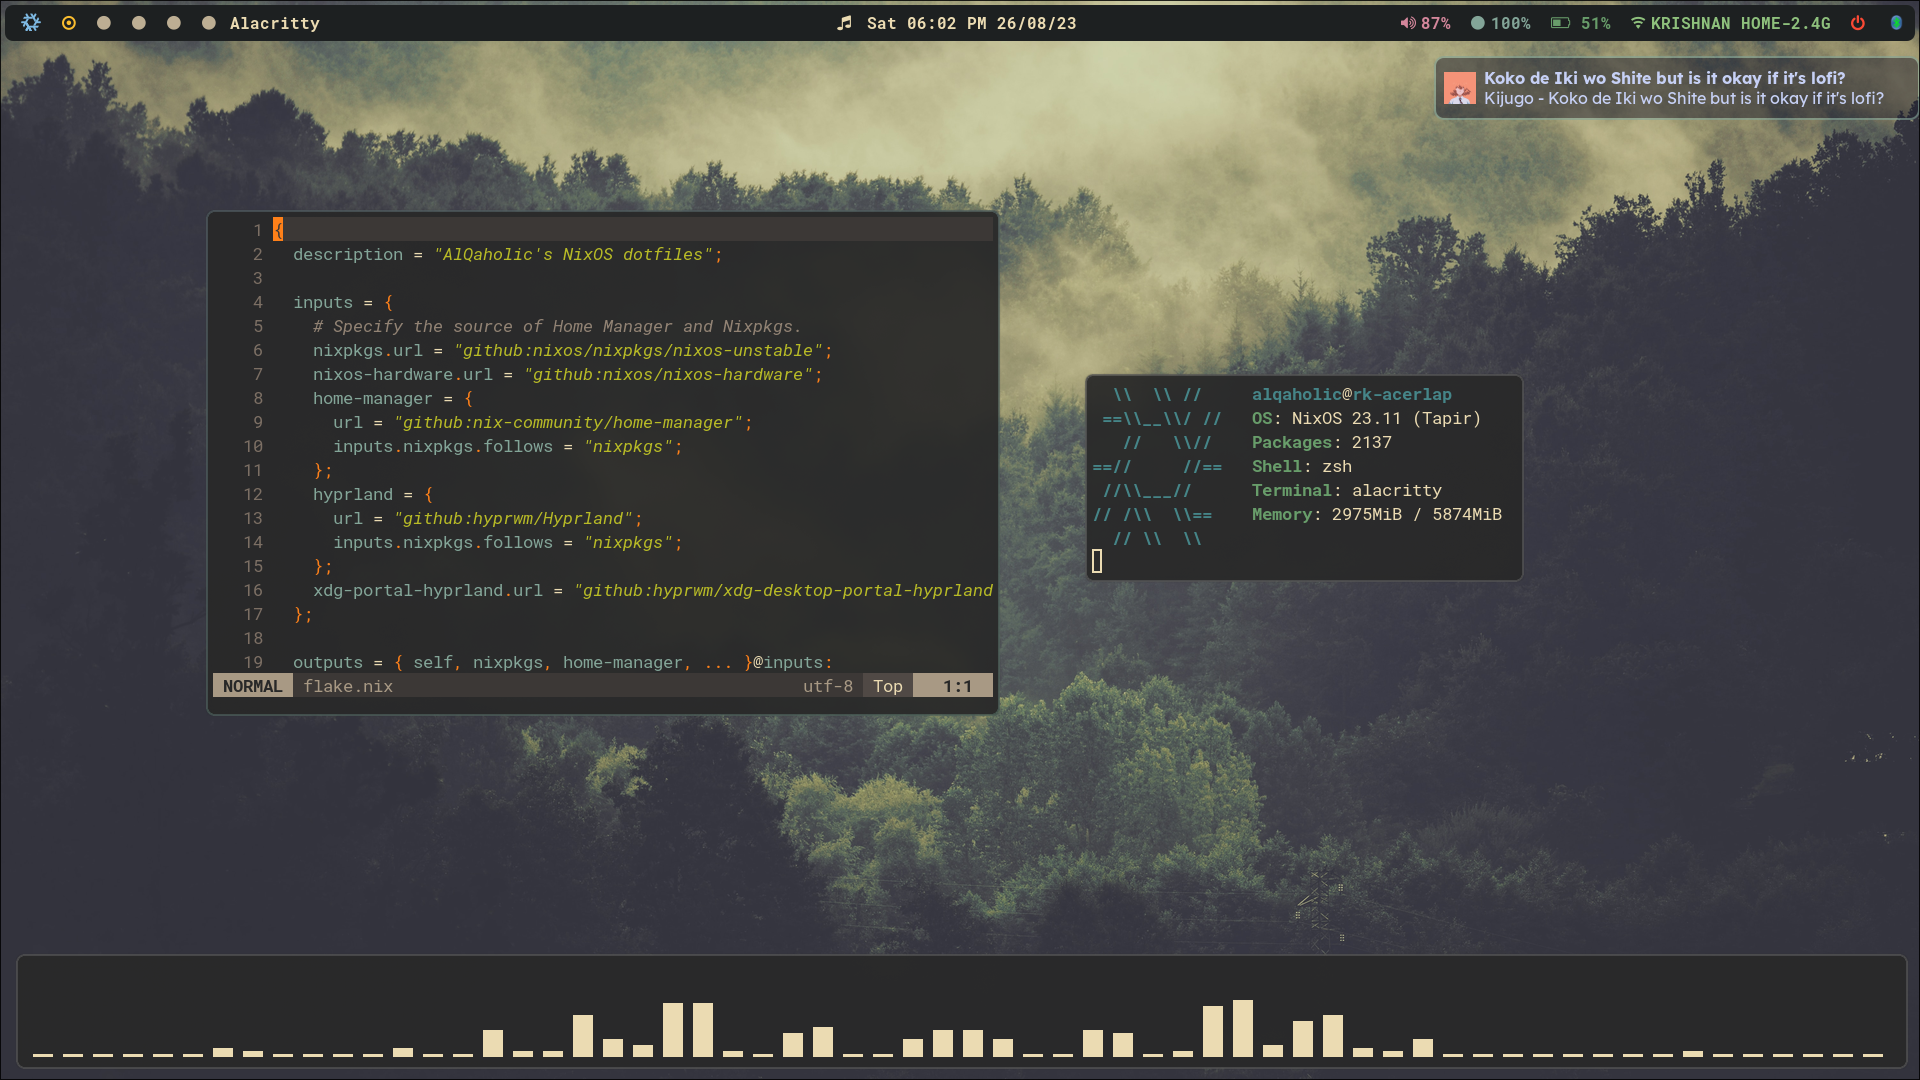 Alacritty
Sat 06:02 PM 26/08/23
87% 100% 51% KRISHNAN HOME-2.4G
Koko de Iki wo Shite but is it okay if it's lofi?
Kijugo - Koko de Iki wo Shite but is it okay if it's lofi?
1 {
2   description = "AlQaholic's NixOS dotfiles";
3
4   inputs = {
5     # Specify the source of Home Manager and Nixpkgs.
6     nixpkgs.url = "github:nixos/nixpkgs/nixos-unstable";
7     nixos-hardware.url = "github:nixos/nixos-hardware";
8     home-manager = {
9       url = "github:nix-community/home-manager";
10       inputs.nixpkgs.follows = "nixpkgs";
11     };
12     hyprland = {
13       url = "github:hyprwm/Hyprland";
14       inputs.nixpkgs.follows = "nixpkgs";
15     };
16     xdg-portal-hyprland.url = "github:hyprwm/xdg-desktop-portal-hyprland
17   };
18
19   outputs = { self, nixpkgs, home-manager, ... }@inputs:
NORMAL flake.nix utf-8 Top 1:1
  \\  \\ //     alqaholic@rk-acerlap
 ==\\__\\/ //   OS: NixOS 23.11 (Tapir)
   //   \\//    Packages: 2137
==//     //==   Shell: zsh
 //\\___//      Terminal: alacritty
// /\\  \\==    Memory: 2975MiB / 5874MiB
  // \\  \\